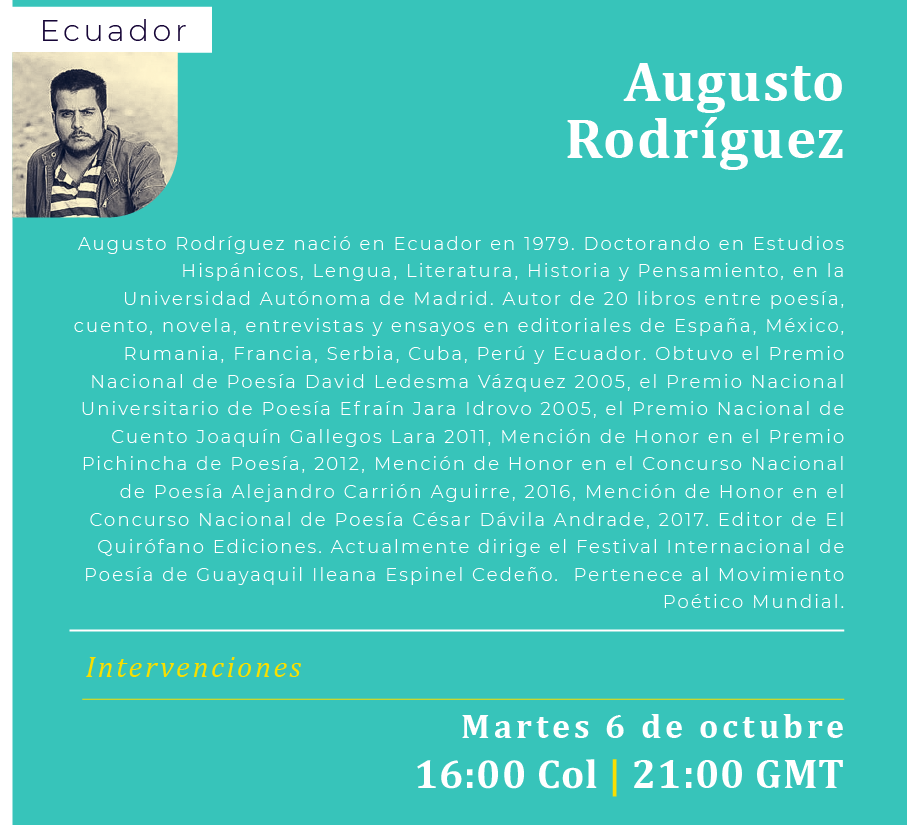 Ecuador
Augusto
Rodríguez
Augusto Rodríguez nació en Ecuador en 1979. Doctorando en Estudios
Hispánicos, Lengua, Literatura, Historia y Pensamiento, en la
Universidad Autónoma de Madrid. Autor de 20 libros entre poesía,
cuento, novela, entrevistas y ensayos en editoriales de España, México,
Rumania, Francia, Serbia, Cuba, Perú y Ecuador. Obtuvo el Premio
Nacional de Poesía David Ledesma Vázquez 2005, el Premio Nacional
Universitario de Poesía Efraín Jara Idrovo 2005, el Premio Nacional de
Cuento Joaquín Gallegos Lara 2011, Mención de Honor en el Premio
Pichincha de Poesía, 2012, Mención de Honor en el Concurso Nacional
de Poesía Alejandro Carrión Aguirre, 2016, Mención de Honor en el
Concurso Nacional de Poesía César Dávila Andrade, 2017. Editor de El
Quirófano Ediciones. Actualmente dirige el Festival Internacional de
Poesía de Guayaquil Ileana Espinel Cedeño.  Pertenece al Movimiento
Poético Mundial.
Intervenciones
Martes 6 de octubre
16:00 Col | 21:00 GMT